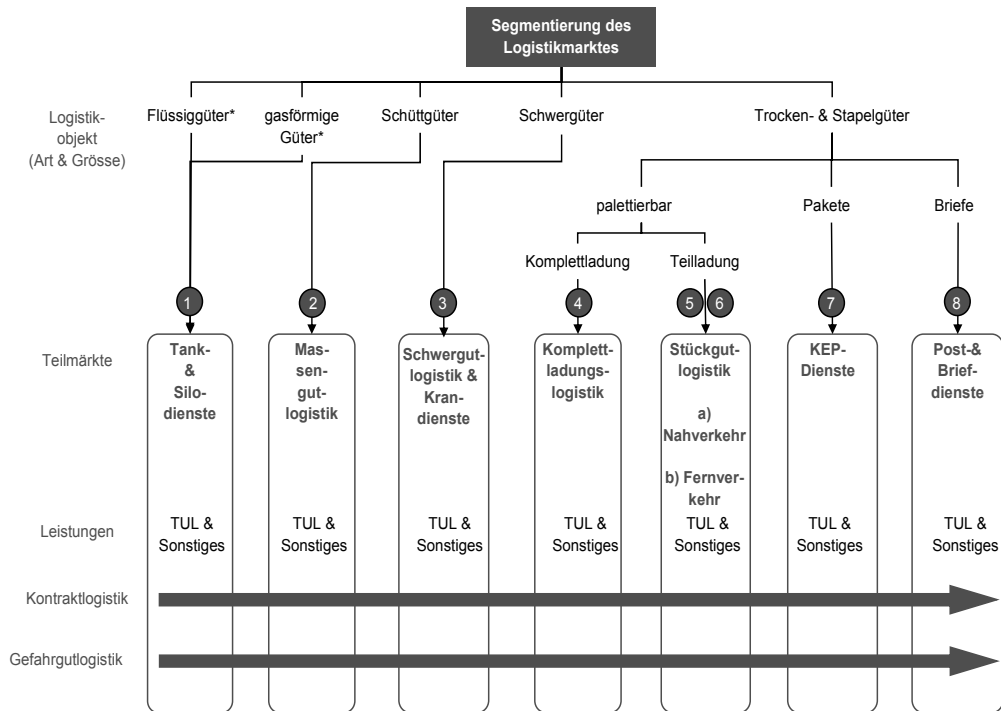 Segmentierung des
Logistikmarktes
Logistik-
objekt
(Art & Grösse)
Flüssiggüter*
gasförmige
Güter*
Schüttgüter
Schwergüter
Trocken- & Stapelgüter
palettierbar
Pakete
Briefe
Komplettladung
Teilladung
1
2
3
4
5
6
7
8
Teilmärkte
Tank-
&
Silo-
dienste
Mas-
sen-
gut-
logistik
Schwergut-
logistik &
Kran-
dienste
Komplett-
ladungs-
logistik
Stückgut-
logistik
a)
Nahverkehr
b) Fernver-
kehr
KEP-
Dienste
Post-&
Brief-
dienste
Leistungen
TUL &
Sonstiges
TUL &
Sonstiges
TUL &
Sonstiges
TUL &
Sonstiges
TUL &
Sonstiges
TUL &
Sonstiges
TUL &
Sonstiges
Kontraktlogistik
Gefahrgutlogistik